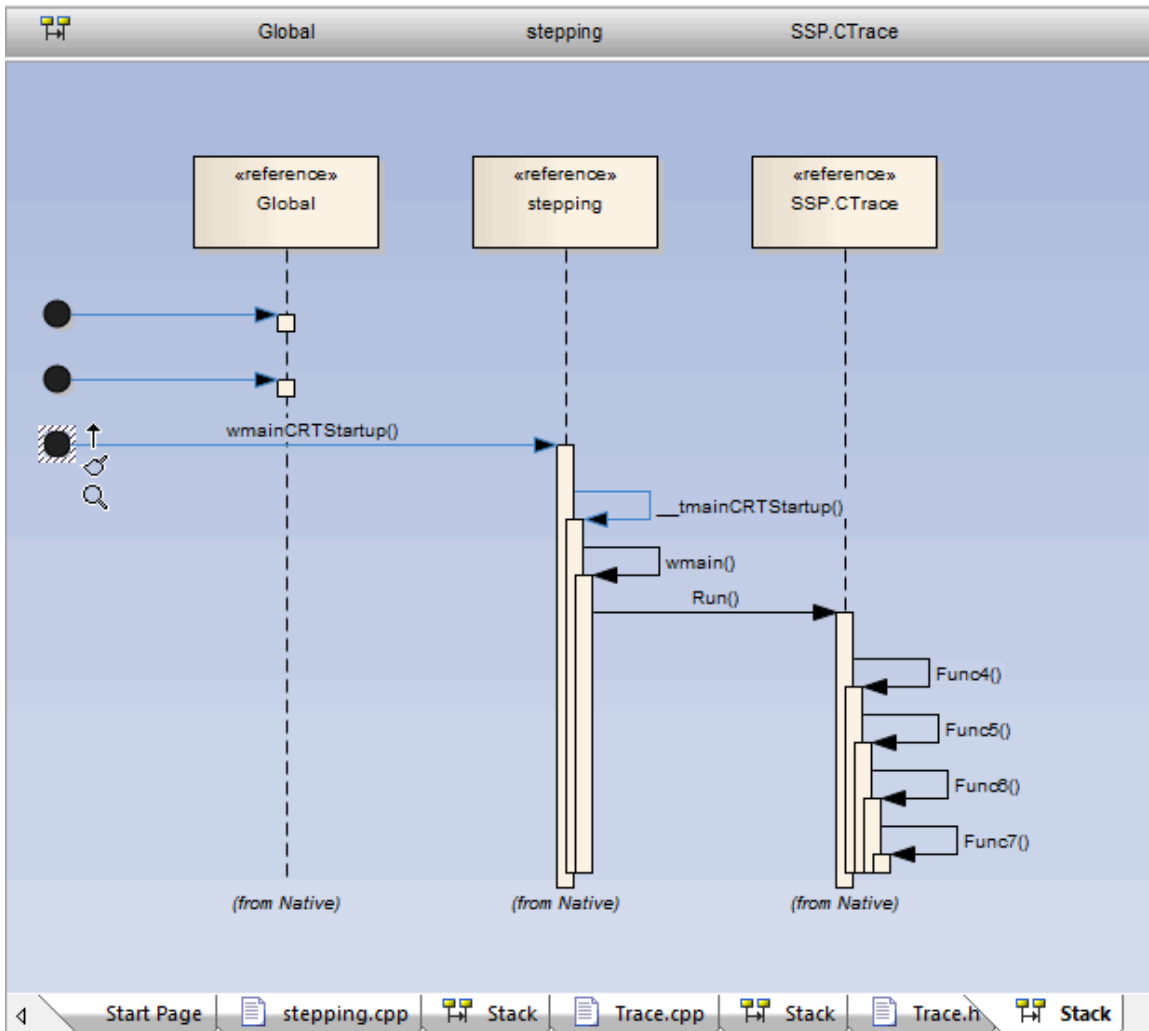 Global stepping SSP.CTrace
«reference» «reference» «reference»
Global stepping SSP.CTrace
wmainCRTStartup()
__tmainCRTStartup()
wmain()
Run()
Func4()
Func5()
Func6()
Func7()
(from Native) (from Native) (from Native)
Start Page stepping.cpp Stack Trace.cpp Stack Trace.h Stack